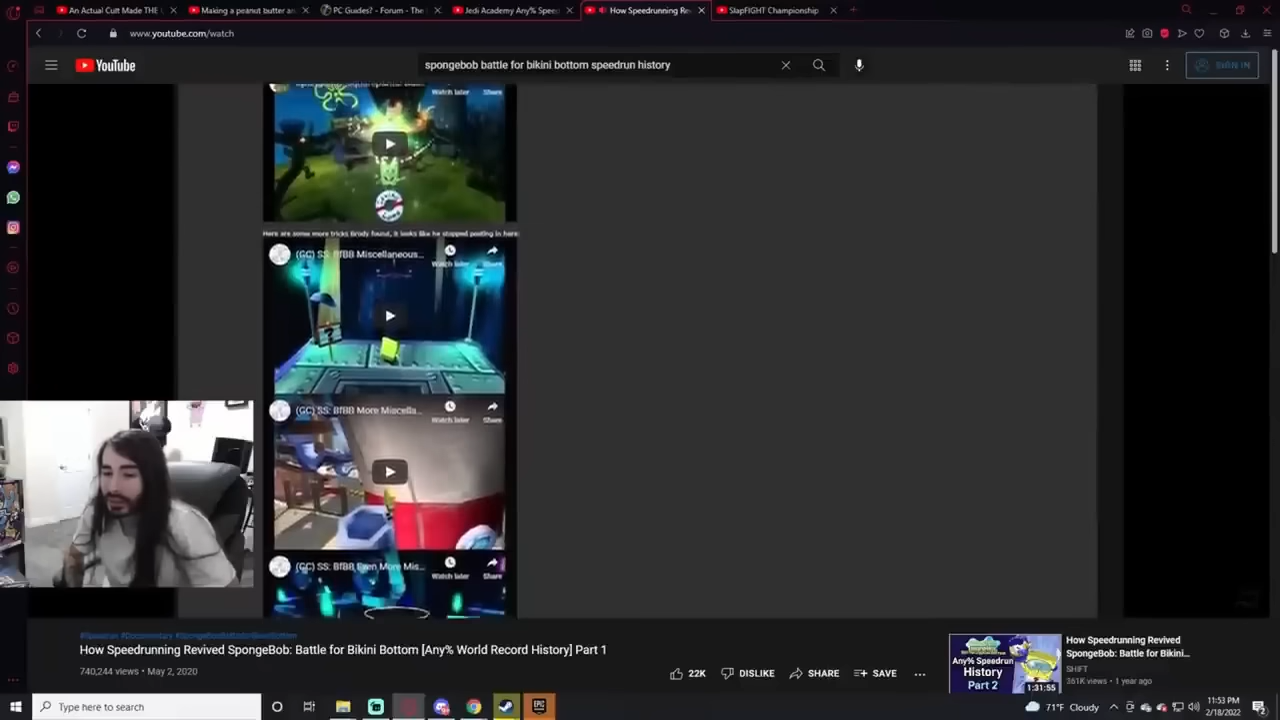 An Actual Cult Made THE
Making a peanut butter an
PC Guides? - Forum - The
Jedi Academy Any% Speed
How Speedrunning Re
SlapFIGHT Championship
www.youtube.com/watch
YouTube
spongebob battle for bikini bottom speedrun history
SIGN IN
Watch later
Share
Here are some more tricks Brody found, it looks like he stopped posting in here:
(GC) SS: BfBB Miscellaneous...
Watch later
Share
(GC) SS: BfBB More Miscella...
Watch later
Share
(GC) SS: BfBB Even More Mis...
Watch later
Share
#Speedrun #Documentary #SpongeBobBattleForBikiniBottom
How Speedrunning Revived SpongeBob: Battle for Bikini Bottom [Any% World Record History] Part 1
740,244 views • May 2, 2020
22K
DISLIKE
SHARE
SAVE
Any% Speedrun
History
Part 2
1:31:55
How Speedrunning Revived
SpongeBob: Battle for Bikini...
SHIFT
361K views • 1 year ago
Type here to search
EPIC
71°F Cloudy
11:53 PM
2/18/2022
2